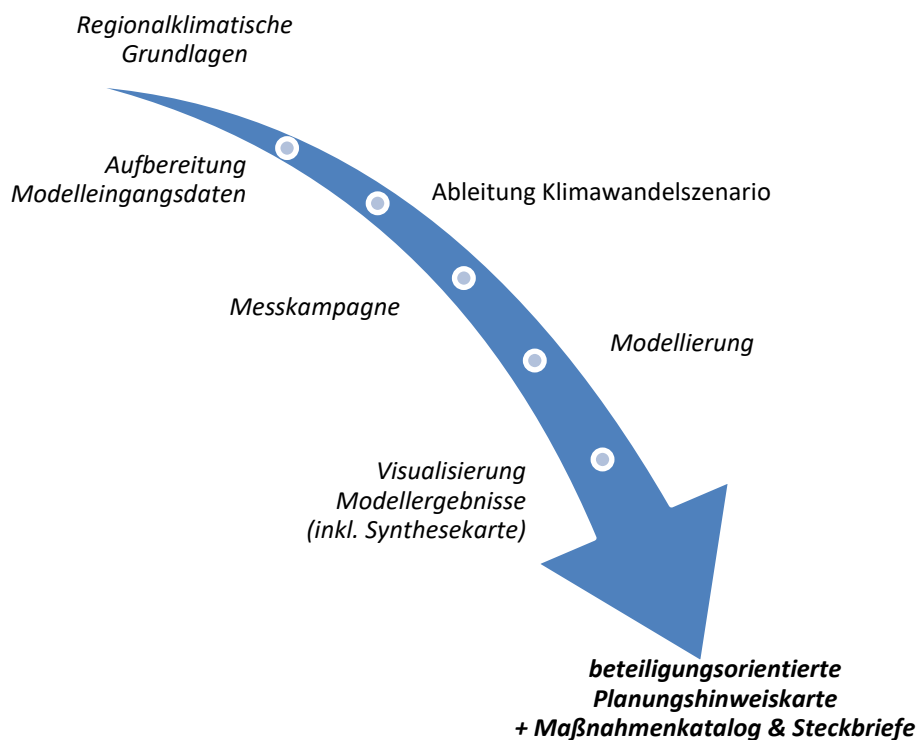 Regionalklimatische
Grundlagen
Aufbereitung
Modelleingangsdaten
Ableitung Klimawandelszenario
Messkampagne
Modellierung
Visualisierung
Modellergebnisse
(inkl. Synthesekarte)
beteiligungsorientierte
Planungshinweiskarte
+ Maßnahmenkatalog & Steckbriefe